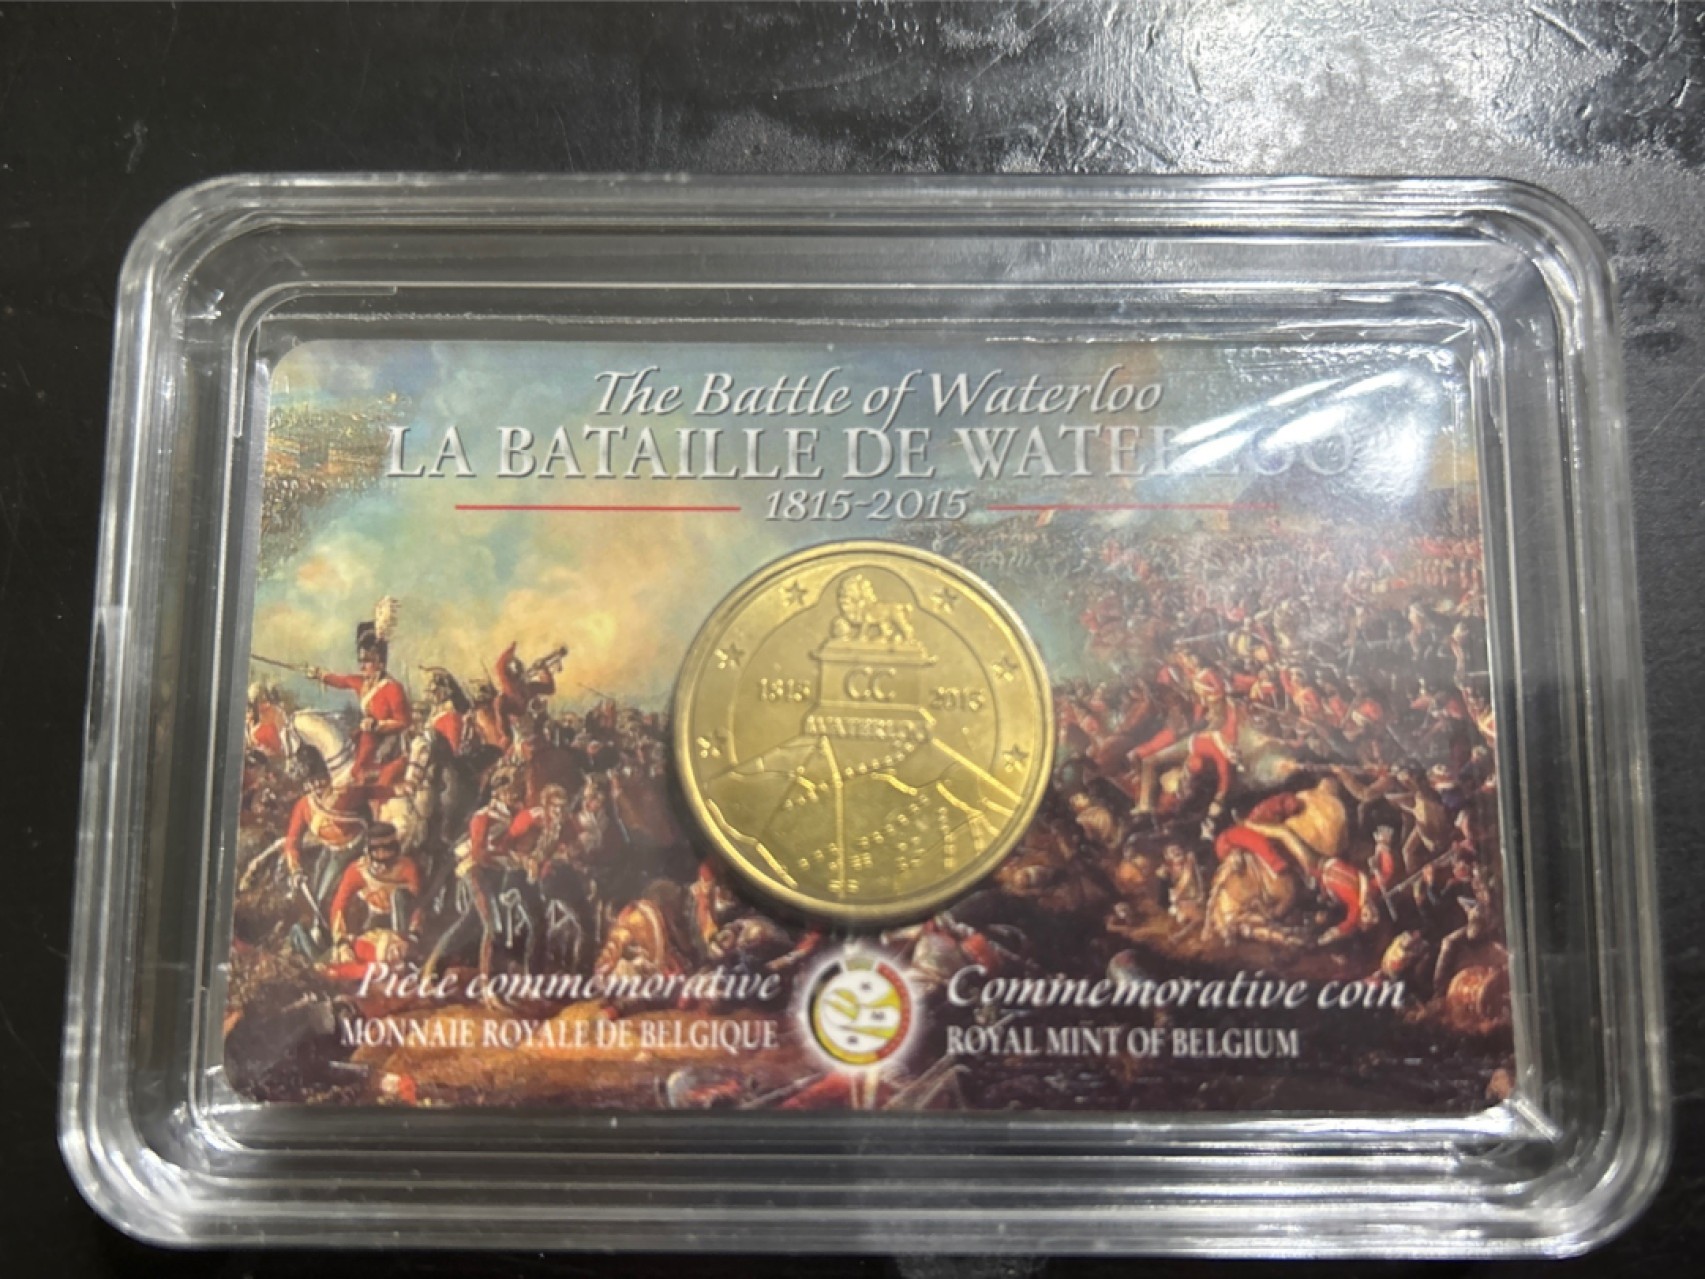 The Battle of Waterloo
LA BATAILLE DE WATERLOO
1815-2015
1815 C.C. 2015
WATERLOO
Pièce commémorative
MONNAIE ROYALE DE BELGIQUE
Commemorative coin
ROYAL MINT OF BELGIUM